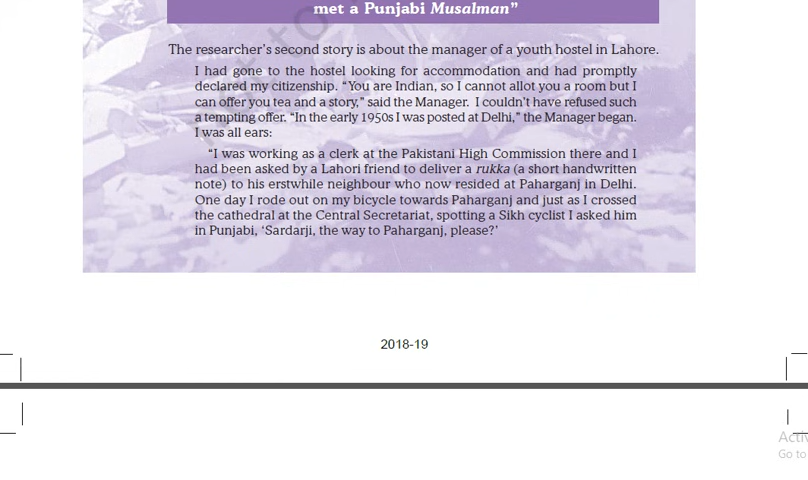 met a Punjabi Musalman”
The researcher’s second story is about the manager of a youth hostel in Lahore.
I had gone to the hostel looking for accommodation and had promptly
declared my citizenship. “You are Indian, so I cannot allot you a room but I
can offer you tea and a story,” said the Manager. I couldn’t have refused such
a tempting offer. “In the early 1950s I was posted at Delhi,” the Manager began.
I was all ears:
“I was working as a clerk at the Pakistani High Commission there and I
had been asked by a Lahori friend to deliver a rukka (a short handwritten
note) to his erstwhile neighbour who now resided at Paharganj in Delhi.
One day I rode out on my bicycle towards Paharganj and just as I crossed
the cathedral at the Central Secretariat, spotting a Sikh cyclist I asked him
in Punjabi, ‘Sardarji, the way to Paharganj, please?’
2018-19
Go to